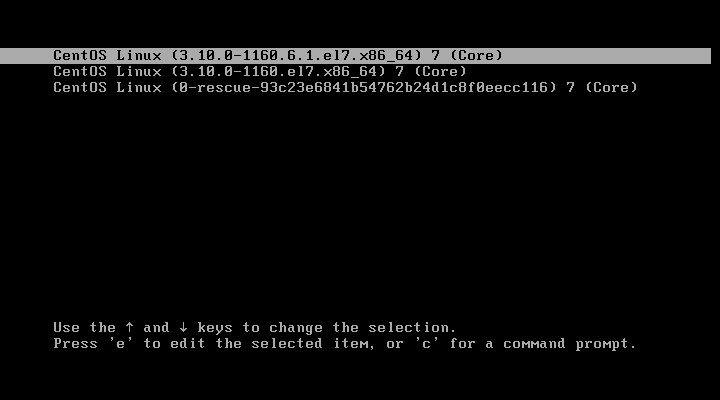 CentOS Linux (3.10.0-1160.6.1.el7.x86_64) 7 (Core)
CentOS Linux (3.10.0-1160.el7.x86_64) 7 (Core)
CentOS Linux (0-rescue-93c23e6841b54762b24d1c8f0eecc116) 7 (Core)
Use the ↑ and ↓ keys to change the selection.
Press 'e' to edit the selected item, or 'c' for a command prompt.